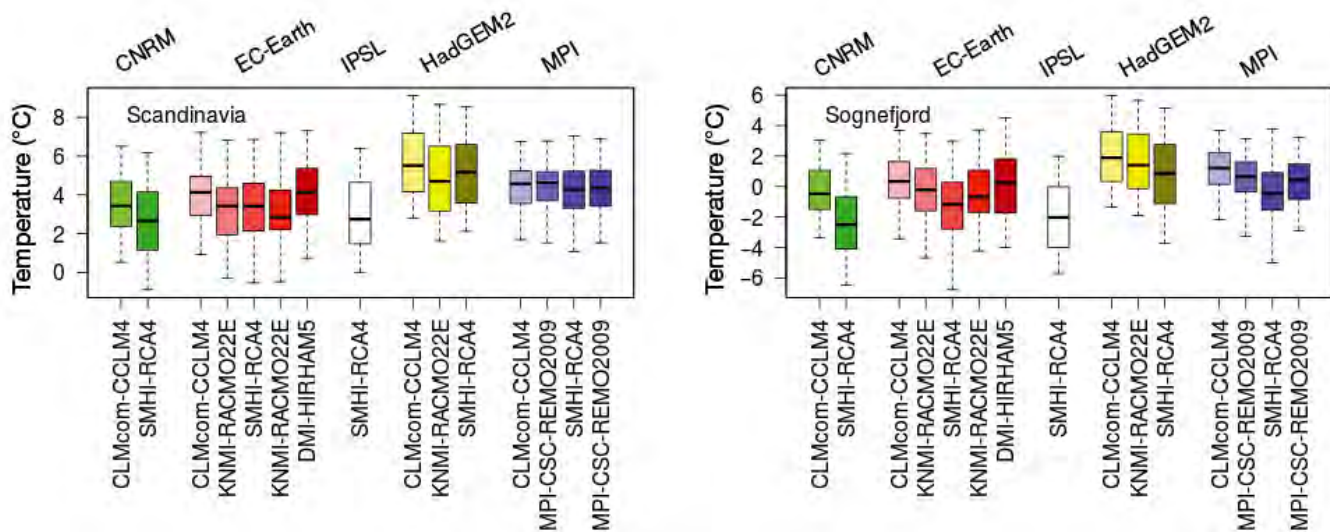 CNRM
EC-Earth
IPSL
HadGEM2
MPI
Temperature (°C)
8
6
4
2
0
Scandinavia
CLMcom-CCLM4
SMHI-RCA4
CLMcom-CCLM4
KNMI-RACMO22E
SMHI-RCA4
KNMI-RACMO22E
DMI-HIRHAM5
SMHI-RCA4
CLMcom-CCLM4
KNMI-RACMO22E
SMHI-RCA4
CLMcom-CCLM4
MPI-CSC-REMO2009
SMHI-RCA4
MPI-CSC-REMO2009
CNRM
EC-Earth
IPSL
HadGEM2
MPI
Temperature (°C)
6
4
2
0
−2
−4
−6
Sognefjord
CLMcom-CCLM4
SMHI-RCA4
CLMcom-CCLM4
KNMI-RACMO22E
SMHI-RCA4
KNMI-RACMO22E
DMI-HIRHAM5
SMHI-RCA4
CLMcom-CCLM4
KNMI-RACMO22E
SMHI-RCA4
CLMcom-CCLM4
MPI-CSC-REMO2009
SMHI-RCA4
MPI-CSC-REMO2009